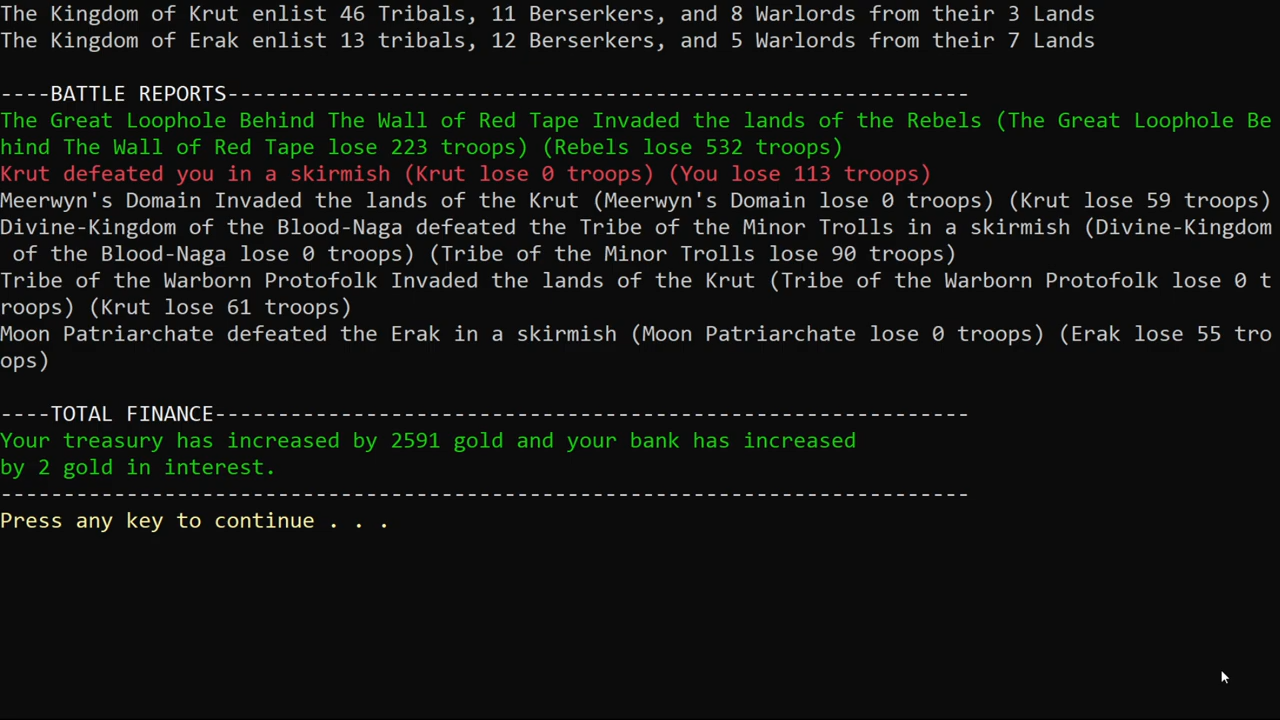 The Kingdom of Krut enlist 46 Tribals, 11 Berserkers, and 8 Warlords from their 3 Lands
The Kingdom of Erak enlist 13 tribals, 12 Berserkers, and 5 Warlords from their 7 Lands
----BATTLE REPORTS-----------------------------------------------------------
The Great Loophole Behind The Wall of Red Tape Invaded the lands of the Rebels (The Great Loophole Be
hind The Wall of Red Tape lose 223 troops) (Rebels lose 532 troops)
Krut defeated you in a skirmish (Krut lose 0 troops) (You lose 113 troops)
Meerwyn's Domain Invaded the lands of the Krut (Meerwyn's Domain lose 0 troops) (Krut lose 59 troops)
Divine-Kingdom of the Blood-Naga defeated the Tribe of the Minor Trolls in a skirmish (Divine-Kingdom
 of the Blood-Naga lose 0 troops) (Tribe of the Minor Trolls lose 90 troops)
Tribe of the Warborn Protofolk Invaded the lands of the Krut (Tribe of the Warborn Protofolk lose 0 t
roops) (Krut lose 61 troops)
Moon Patriarchate defeated the Erak in a skirmish (Moon Patriarchate lose 0 troops) (Erak lose 55 tro
ops)
----TOTAL FINANCE------------------------------------------------------------
Your treasury has increased by 2591 gold and your bank has increased
by 2 gold in interest.
-----------------------------------------------------------------------------
Press any key to continue . . .